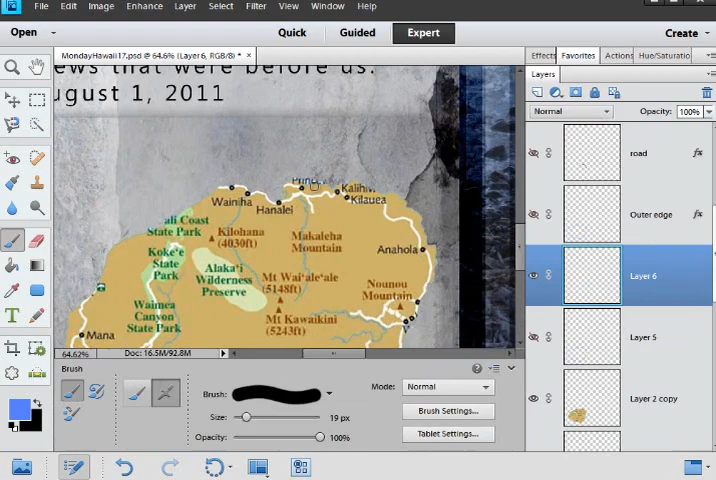 File Edit Image Enhance Layer Select Filter View Window Help
Open Quick Guided Expert Create
MondayHawaii17.psd @ 64.6% (Layer 6, RGB/8) *
Effects Favorites Actions Hue/Saturatio
Layers
Normal Opacity: 100%
ews that were before us.
ugust 1, 2011
road fx
Outer edge fx
Layer 6
Layer 5
Layer 2 copy
Kalihiw
Wainiha
Kilauea
Hanalei
ali Coast
State Park
Kilohana
(4030ft)
Makaleha
Mountain
Anahola
Koke‘e
State
Park
Alaka‘i
Wilderness
Preserve
Mt Wai‘ale‘ale
(5148ft)
Nounou
Mountain
Waimea
Canyon
State Park
Mt Kawaikini
(5243ft)
Mana
64.62% Doc: 16.5M/92.8M
Brush
Brush:
Size: 19 px
Opacity: 100%
Mode: Normal
Brush Settings...
Tablet Settings...